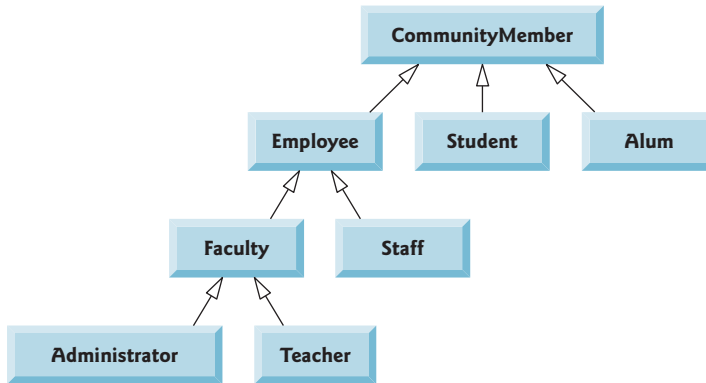 CommunityMember
Employee
Student
Alum
Faculty
Staff
Administrator
Teacher